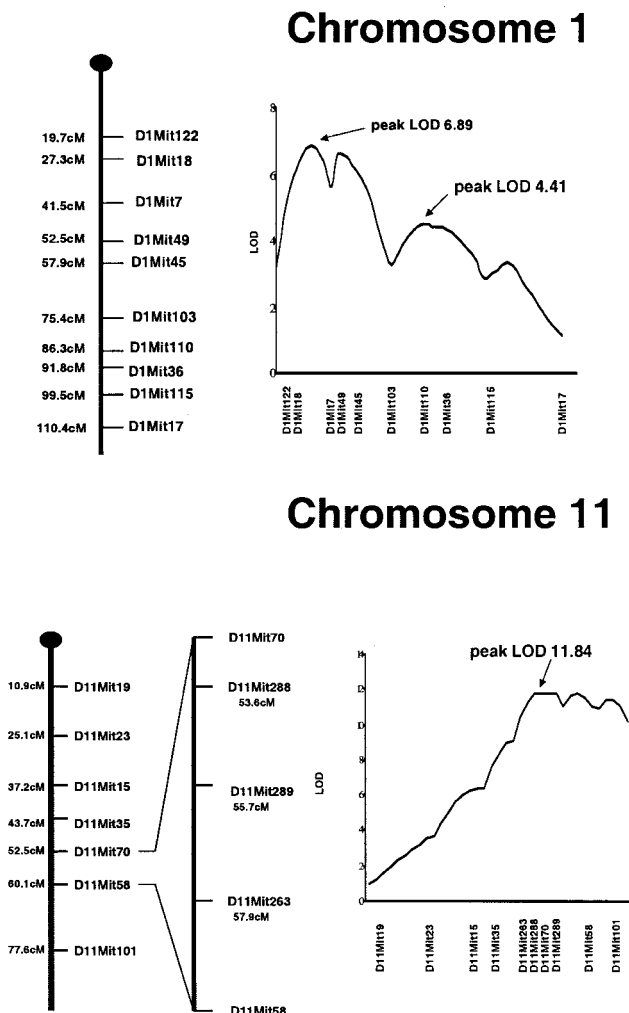 Chromosome 1
19.7cM D1Mit122
27.3cM D1Mit18
41.5cM D1Mit7
52.5cM D1Mit49
57.9cM D1Mit45
75.4cM D1Mit103
86.3cM D1Mit110
91.8cM D1Mit36
99.5cM D1Mit115
110.4cM D1Mit17
peak LOD 6.89
peak LOD 4.41
8
6
4
2
0
LOD
D1Mit122
D1Mit18
D1Mit7
D1Mit49
D1Mit45
D1Mit103
D1Mit110
D1Mit36
D1Mit115
D1Mit17
Chromosome 11
10.9cM D11Mit19
25.1cM D11Mit23
37.2cM D11Mit15
43.7cM D11Mit35
52.5cM D11Mit70
60.1cM D11Mit58
77.6cM D11Mit101
D11Mit70
D11Mit288
53.6cM
D11Mit289
55.7cM
D11Mit263
57.9cM
D11Mit58
peak LOD 11.84
8
6
4
2
0
LOD
D11Mit19
D11Mit23
D11Mit15
D11Mit35
D11Mit263
D11Mit288
D11Mit70
D11Mit289
D11Mit58
D11Mit101